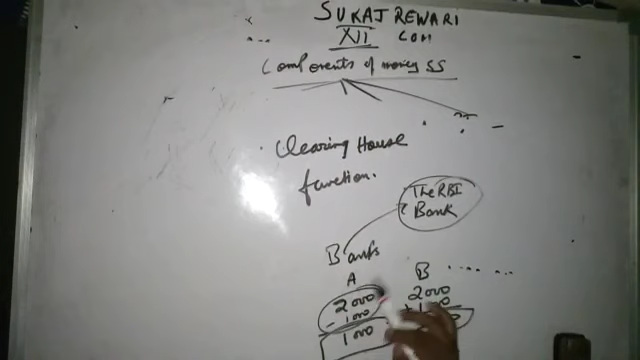 SURAJ REWARI
XII COM
Components of money SS
Clearing House
function.
The RBI
Bank
Banks
A B
2000 2000
- 1000
1000